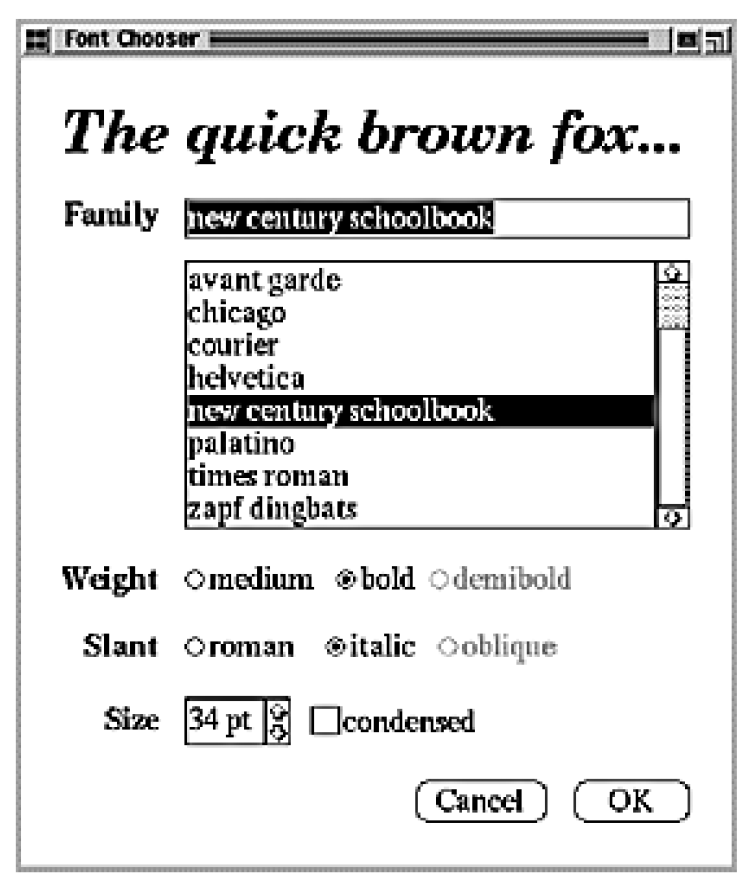 Font Chooser
The quick brown fox...
Family new century schoolbook
avant garde
chicago
courier
helvetica
new century schoolbook
palatino
times roman
zapf dingbats
Weight medium bold demibold
Slant roman italic oblique
Size 34 pt condensed
Cancel OK